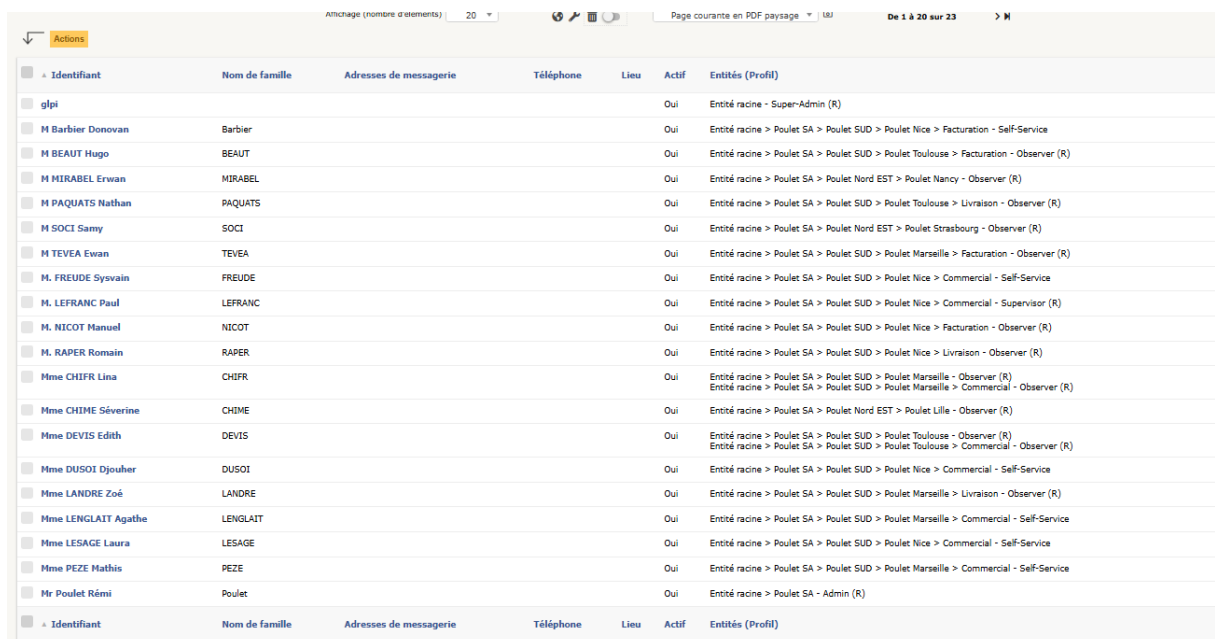 Affichage (nombre d'éléments) 20 Page courante en PDF paysage De 1 à 20 sur 23
Actions
Identifiant Nom de famille Adresses de messagerie Téléphone Lieu Actif Entités (Profil)
glpi Oui Entité racine - Super-Admin (R)
M Barbier Donovan Barbier Oui Entité racine > Poulet SA > Poulet SUD > Poulet Nice > Facturation - Self-Service
M BEAUT Hugo BEAUT Oui Entité racine > Poulet SA > Poulet SUD > Poulet Toulouse > Facturation - Observer (R)
M MIRABEL Erwan MIRABEL Oui Entité racine > Poulet SA > Poulet Nord EST > Poulet Nancy - Observer (R)
M PAQUATS Nathan PAQUATS Oui Entité racine > Poulet SA > Poulet SUD > Poulet Toulouse > Livraison - Observer (R)
M SOCI Samy SOCI Oui Entité racine > Poulet SA > Poulet Nord EST > Poulet Strasbourg - Observer (R)
M TEVEA Ewan TEVEA Oui Entité racine > Poulet SA > Poulet SUD > Poulet Marseille > Facturation - Observer (R)
M. FREUDE Sysvain FREUDE Oui Entité racine > Poulet SA > Poulet SUD > Poulet Nice > Commercial - Self-Service
M. LEFRANC Paul LEFRANC Oui Entité racine > Poulet SA > Poulet SUD > Poulet Nice > Commercial - Supervisor (R)
M. NICOT Manuel NICOT Oui Entité racine > Poulet SA > Poulet SUD > Poulet Nice > Facturation - Observer (R)
M. RAPER Romain RAPER Oui Entité racine > Poulet SA > Poulet SUD > Poulet Nice > Livraison - Observer (R)
Mme CHIFR Lina CHIFR Oui Entité racine > Poulet SA > Poulet SUD > Poulet Marseille - Observer (R)
Entité racine > Poulet SA > Poulet SUD > Poulet Marseille > Commercial - Observer (R)
Mme CHIME Séverine CHIME Oui Entité racine > Poulet SA > Poulet Nord EST > Poulet Lille - Observer (R)
Mme DEVIS Edith DEVIS Oui Entité racine > Poulet SA > Poulet SUD > Poulet Toulouse - Observer (R)
Entité racine > Poulet SA > Poulet SUD > Poulet Toulouse > Commercial - Observer (R)
Mme DUSOI Djouher DUSOI Oui Entité racine > Poulet SA > Poulet SUD > Poulet Nice > Commercial - Self-Service
Mme LANDRE Zoé LANDRE Oui Entité racine > Poulet SA > Poulet SUD > Poulet Marseille > Livraison - Observer (R)
Mme LENGLAIT Agathe LENGLAIT Oui Entité racine > Poulet SA > Poulet SUD > Poulet Marseille > Commercial - Self-Service
Mme LESAGE Laura LESAGE Oui Entité racine > Poulet SA > Poulet SUD > Poulet Nice > Commercial - Self-Service
Mme PEZE Mathis PEZE Oui Entité racine > Poulet SA > Poulet SUD > Poulet Marseille > Commercial - Self-Service
Mr Poulet Rémi Poulet Oui Entité racine > Poulet SA - Admin (R)
Identifiant Nom de famille Adresses de messagerie Téléphone Lieu Actif Entités (Profil)